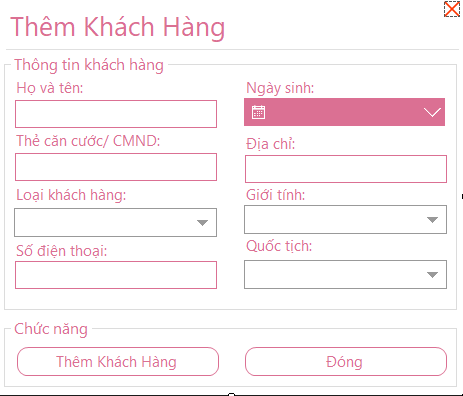 Thêm Khách Hàng
Thông tin khách hàng
Họ và tên:
Ngày sinh:
Thẻ căn cước/ CMND:
Địa chỉ:
Loại khách hàng:
Giới tính:
Số điện thoại:
Quốc tịch:
Chức năng
Thêm Khách Hàng
Đóng